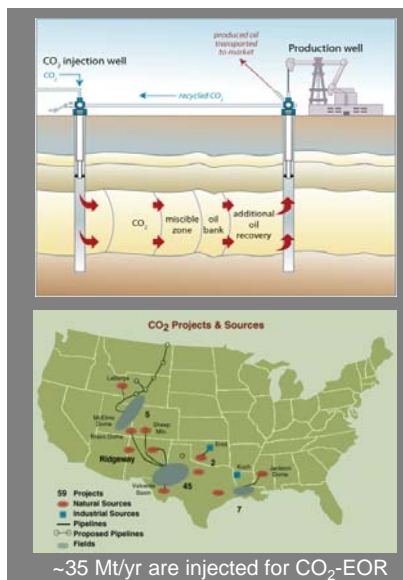 produced oil
transported
to market
Production well
CO2 injection well
CO2
recycled CO2
CO2
miscible
zone
oil
bank
additional
oil
recovery
CO2 Projects & Sources
LaBarge
McElmo
Dome
5
Sheep
Mtn.
Bravo Dome
Enid
Ridgeway
2
Koch
Jackson
Dome
45
7
Val Verde
Basin
59 Projects
Natural Sources
Industrial Sources
Pipelines
Proposed Pipelines
Fields
~35 Mt/yr are injected for CO2-EOR